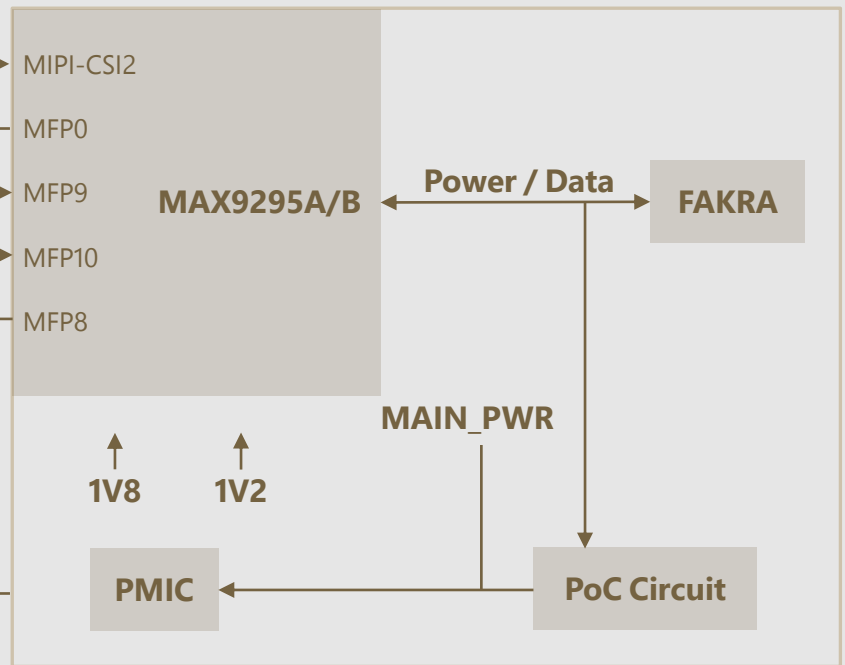 MIPI-CSI2
MFP0
MFP9
MFP10
MFP8
MAX9295A/B
Power / Data
FAKRA
MAIN_PWR
1V8
1V2
PMIC
PoC Circuit